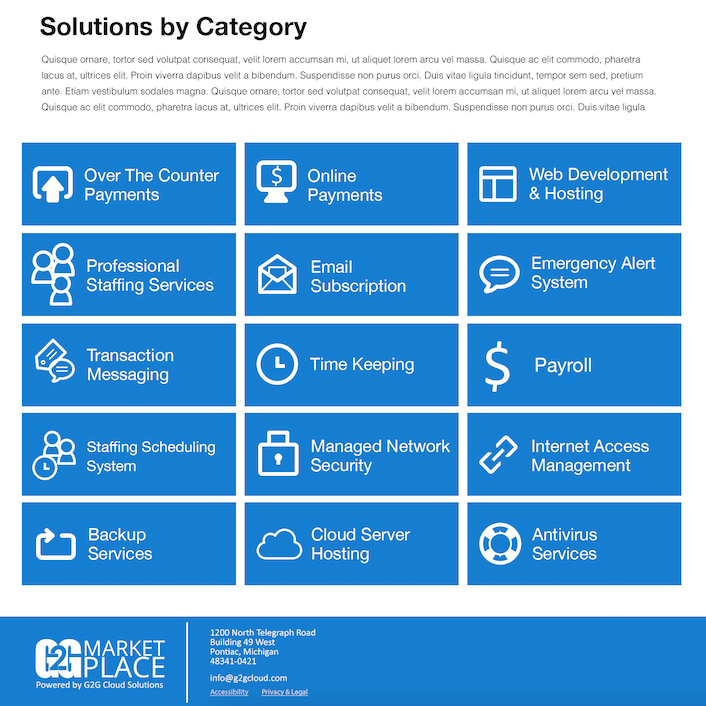 Solutions by Category
Quisque ornare, tortor sed volutpat consequat, velit lorem accumsan mi, ut aliquet lorem arcu vel massa. Quisque ac elit commodo, pharetra
lacus at, ultrices elit. Proin viverra dapibus velit a bibendum. Suspendisse non purus orci. Duis vitae ligula tincidunt, tempor sem sed, pretium
ante. Etiam vestibulum sodales magna. Quisque ornare, tortor sed volutpat consequat, velit lorem accumsan mi, ut aliquet lorem arcu vel massa.
Quisque ac elit commodo, pharetra lacus at, ultrices elit. Proin viverra dapibus velit a bibendum. Suspendisse non purus orci. Duis vitae ligula
Over The Counter
Payments
$
Online
Payments
Web Development
& Hosting
Professional
Staffing Services
Email
Subscription
Emergency Alert
System
Transaction
Messaging
Time Keeping
$
Payroll
Staffing Scheduling
System
Managed Network
Security
Internet Access
Management
Backup
Services
Cloud Server
Hosting
Antivirus
Services
G2G MARKET
PLACE
Powered by G2G Cloud Solutions
1200 North Telegraph Road
Building 49 West
Pontiac, Michigan
48341-0421
info@g2gcloud.com
Accessibility Privacy & Legal